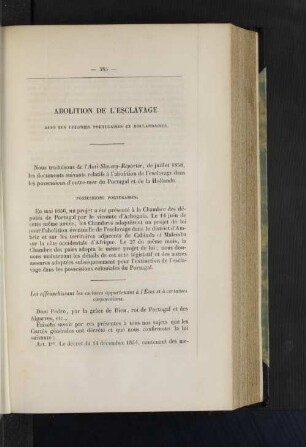 — 385 —
ABOLITION DE L'ESCLAVAGE
DANS LES COLONIES PORTUGAISES ET HOLLANDAISES.
Nous traduisons de l'Anti-Slavery Reporter, de juillet 1858,
les documents suivants relatifs à l'abolition de l'esclavage dans
les possessions d'outre-mer du Portugal et de la Hollande.
POSSESSIONS PORTUGAISES.
En mai 1856, un projet a été présenté à la Chambre des dé-
putés de Portugal par le vicomte d'Athoguia. Le 14 juin de
cette même année, les Chambres adoptèrent un projet de loi
pour l'abolition éventuelle de l'esclavage dans le district d'Am-
briz et sur les territoires adjacents de Cabinda et Malembo
sur la côte occidentale d'Afrique. Le 27 du même mois, la
Chambre des pairs adopta le même projet de loi; nous don-
nons maintenant les détails de cet acte législatif et des autres
mesures adoptées subséquemment pour l'extinction de l'escla-
vage dans les possessions coloniales du Portugal.
Loi affranchissant les esclaves appartenant à l'État et à certaines
corporations.
Dom Pedro, par la grâce de Dieu, roi de Portugal et des
Algarves, etc.,
Faisons savoir par ces présentes à tous nos sujets que les
Cortès générales ont décrété et que nous confirmons la loi
suivante :
Art. 1er. Le décret du 14 décembre 1854, contenant des me-